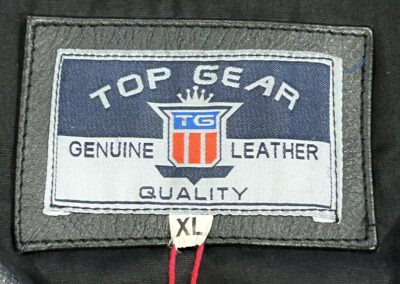 TOP GEAR
TG
GENUINE LEATHER
QUALITY
XL